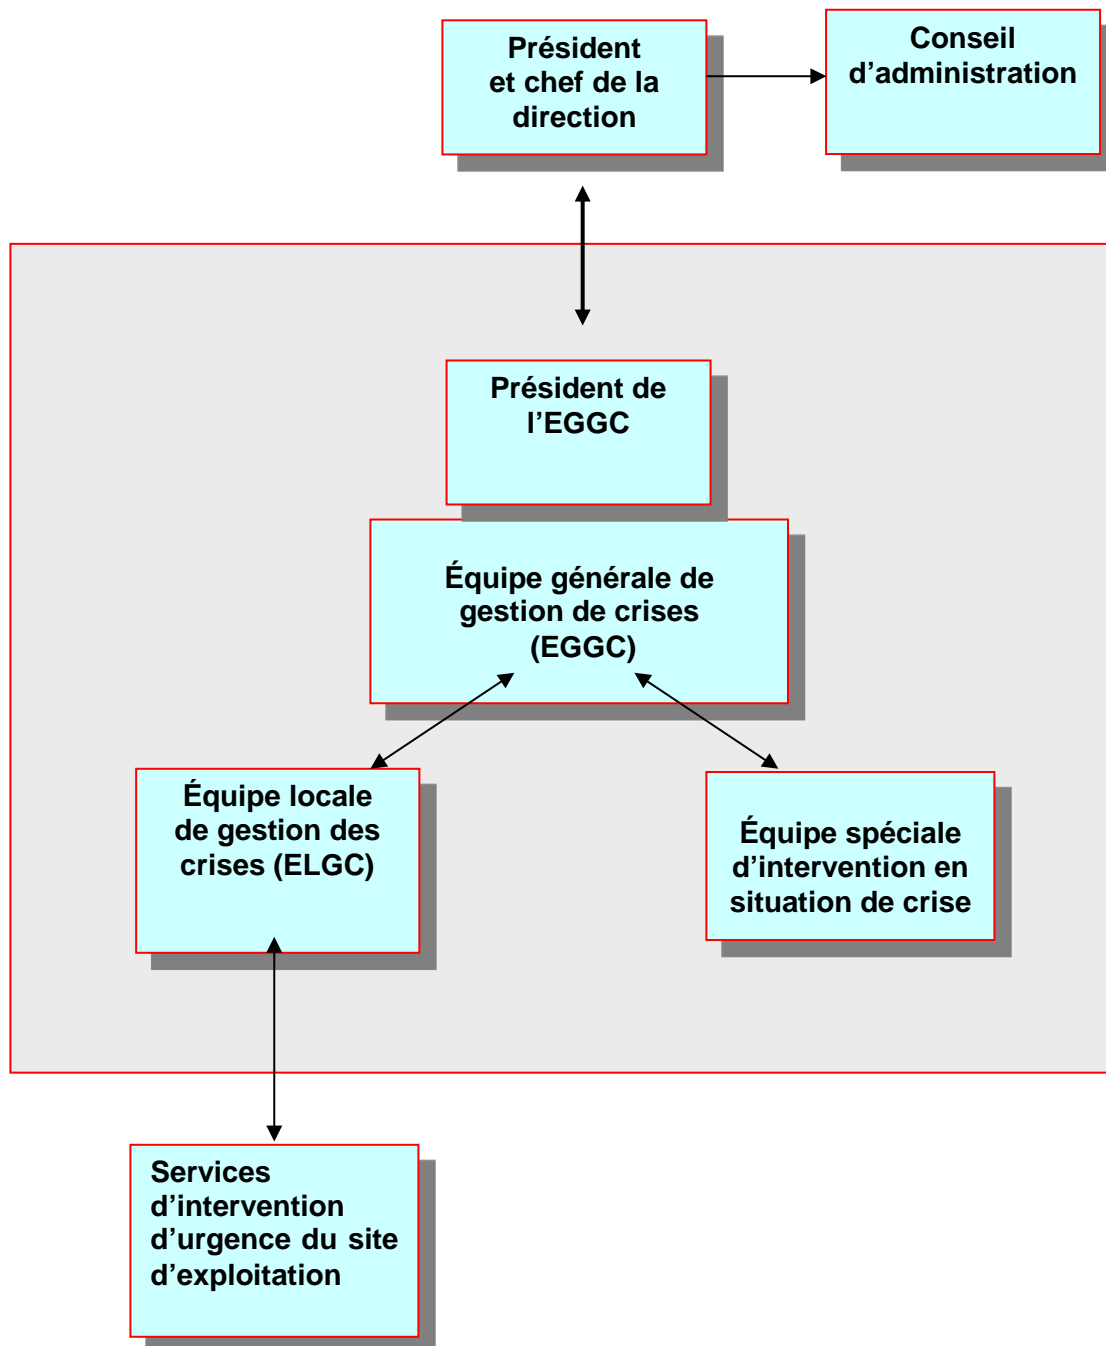 Président
et chef de la
direction
Conseil
d’administration
Président de
l’EGGC
Équipe générale de
gestion de crises
(EGGC)
Équipe locale
de gestion des
crises (ELGC)
Équipe spéciale
d’intervention en
situation de crise
Services
d’intervention
d’urgence du site
d’exploitation